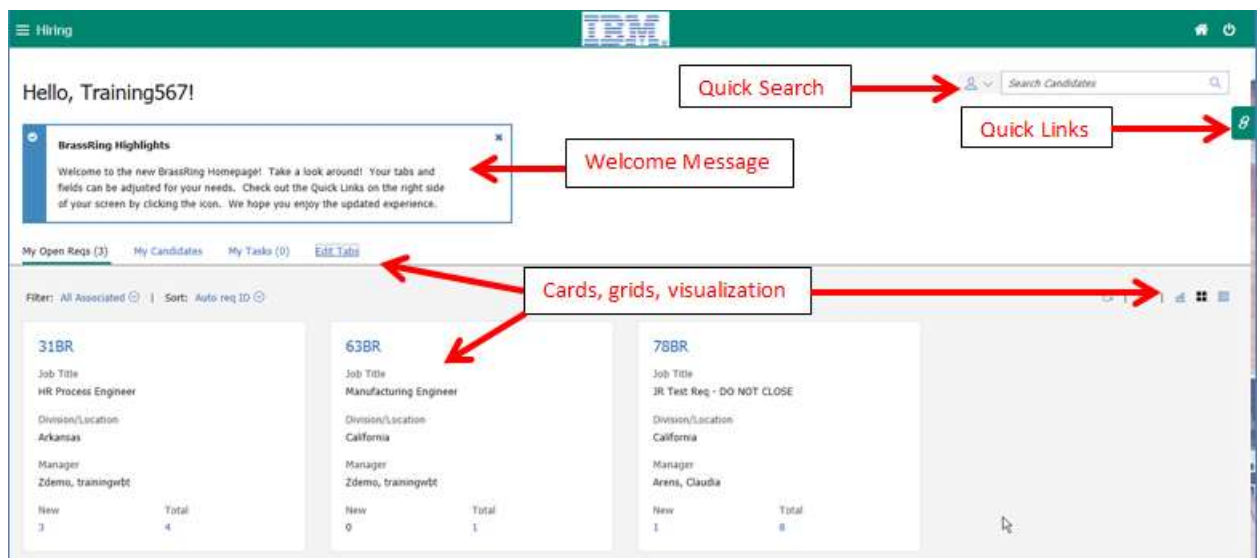 Hiring
IBM.
Hello, Training567!
Quick Search
Search Candidates
Quick Links
BrassRing Highlights
Welcome to the new BrassRing Homepage! Take a look around! Your tabs and
fields can be adjusted for your needs. Check out the Quick Links on the right side
of your screen by clicking the icon. We hope you enjoy the updated experience.
Welcome Message
My Open Reqs (3) My Candidates My Tasks (0) Edit Tabs
Cards, grids, visualization
Filter: All Associated | Sort: Auto req ID
31BR 63BR 78BR
Job Title Job Title Job Title
HR Process Engineer Manufacturing Engineer JR Test Req - DO NOT CLOSE
Division/Location Division/Location Division/Location
Arkansas California California
Manager Manager Manager
Zdemo, trainingwbt Zdemo, trainingwbt Arens, Claudia
New Total New Total New Total
3 4 0 1 1 8